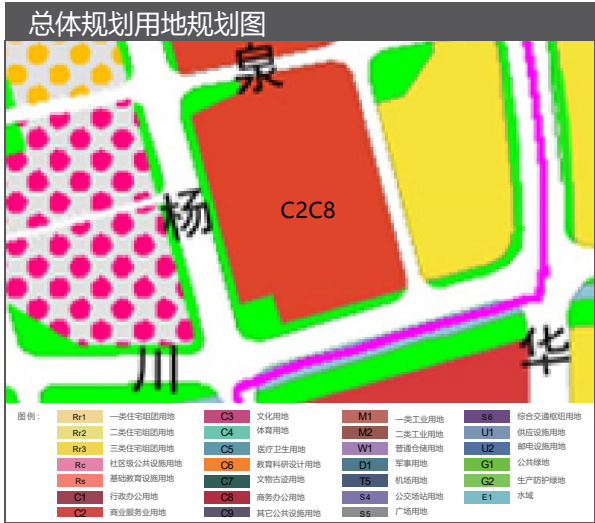 总体规划用地规划图
泉
C2C8
杨
川
华
图例：
Rr1 一类住宅组团用地
Rr2 二类住宅组团用地
Rr3 三类住宅组团用地
Rc 社区级公共设施用地
Rs 基础教育设施用地
C1 行政办公用地
C2 商业服务业用地
C3 文化用地
C4 体育用地
C5 医疗卫生用地
C6 教育科研设计用地
C7 文物古迹用地
C8 商务办公用地
C9 其它公共设施用地
M1 一类工业用地
M2 二类工业用地
W1 普通仓储用地
D1 军事用地
T5 机场用地
S4 公交场站用地
S5 广场用地
S6 综合交通枢纽用地
U1 供应设施用地
U2 邮电设施用地
G1 公共绿地
G2 生产防护绿地
E1 水域